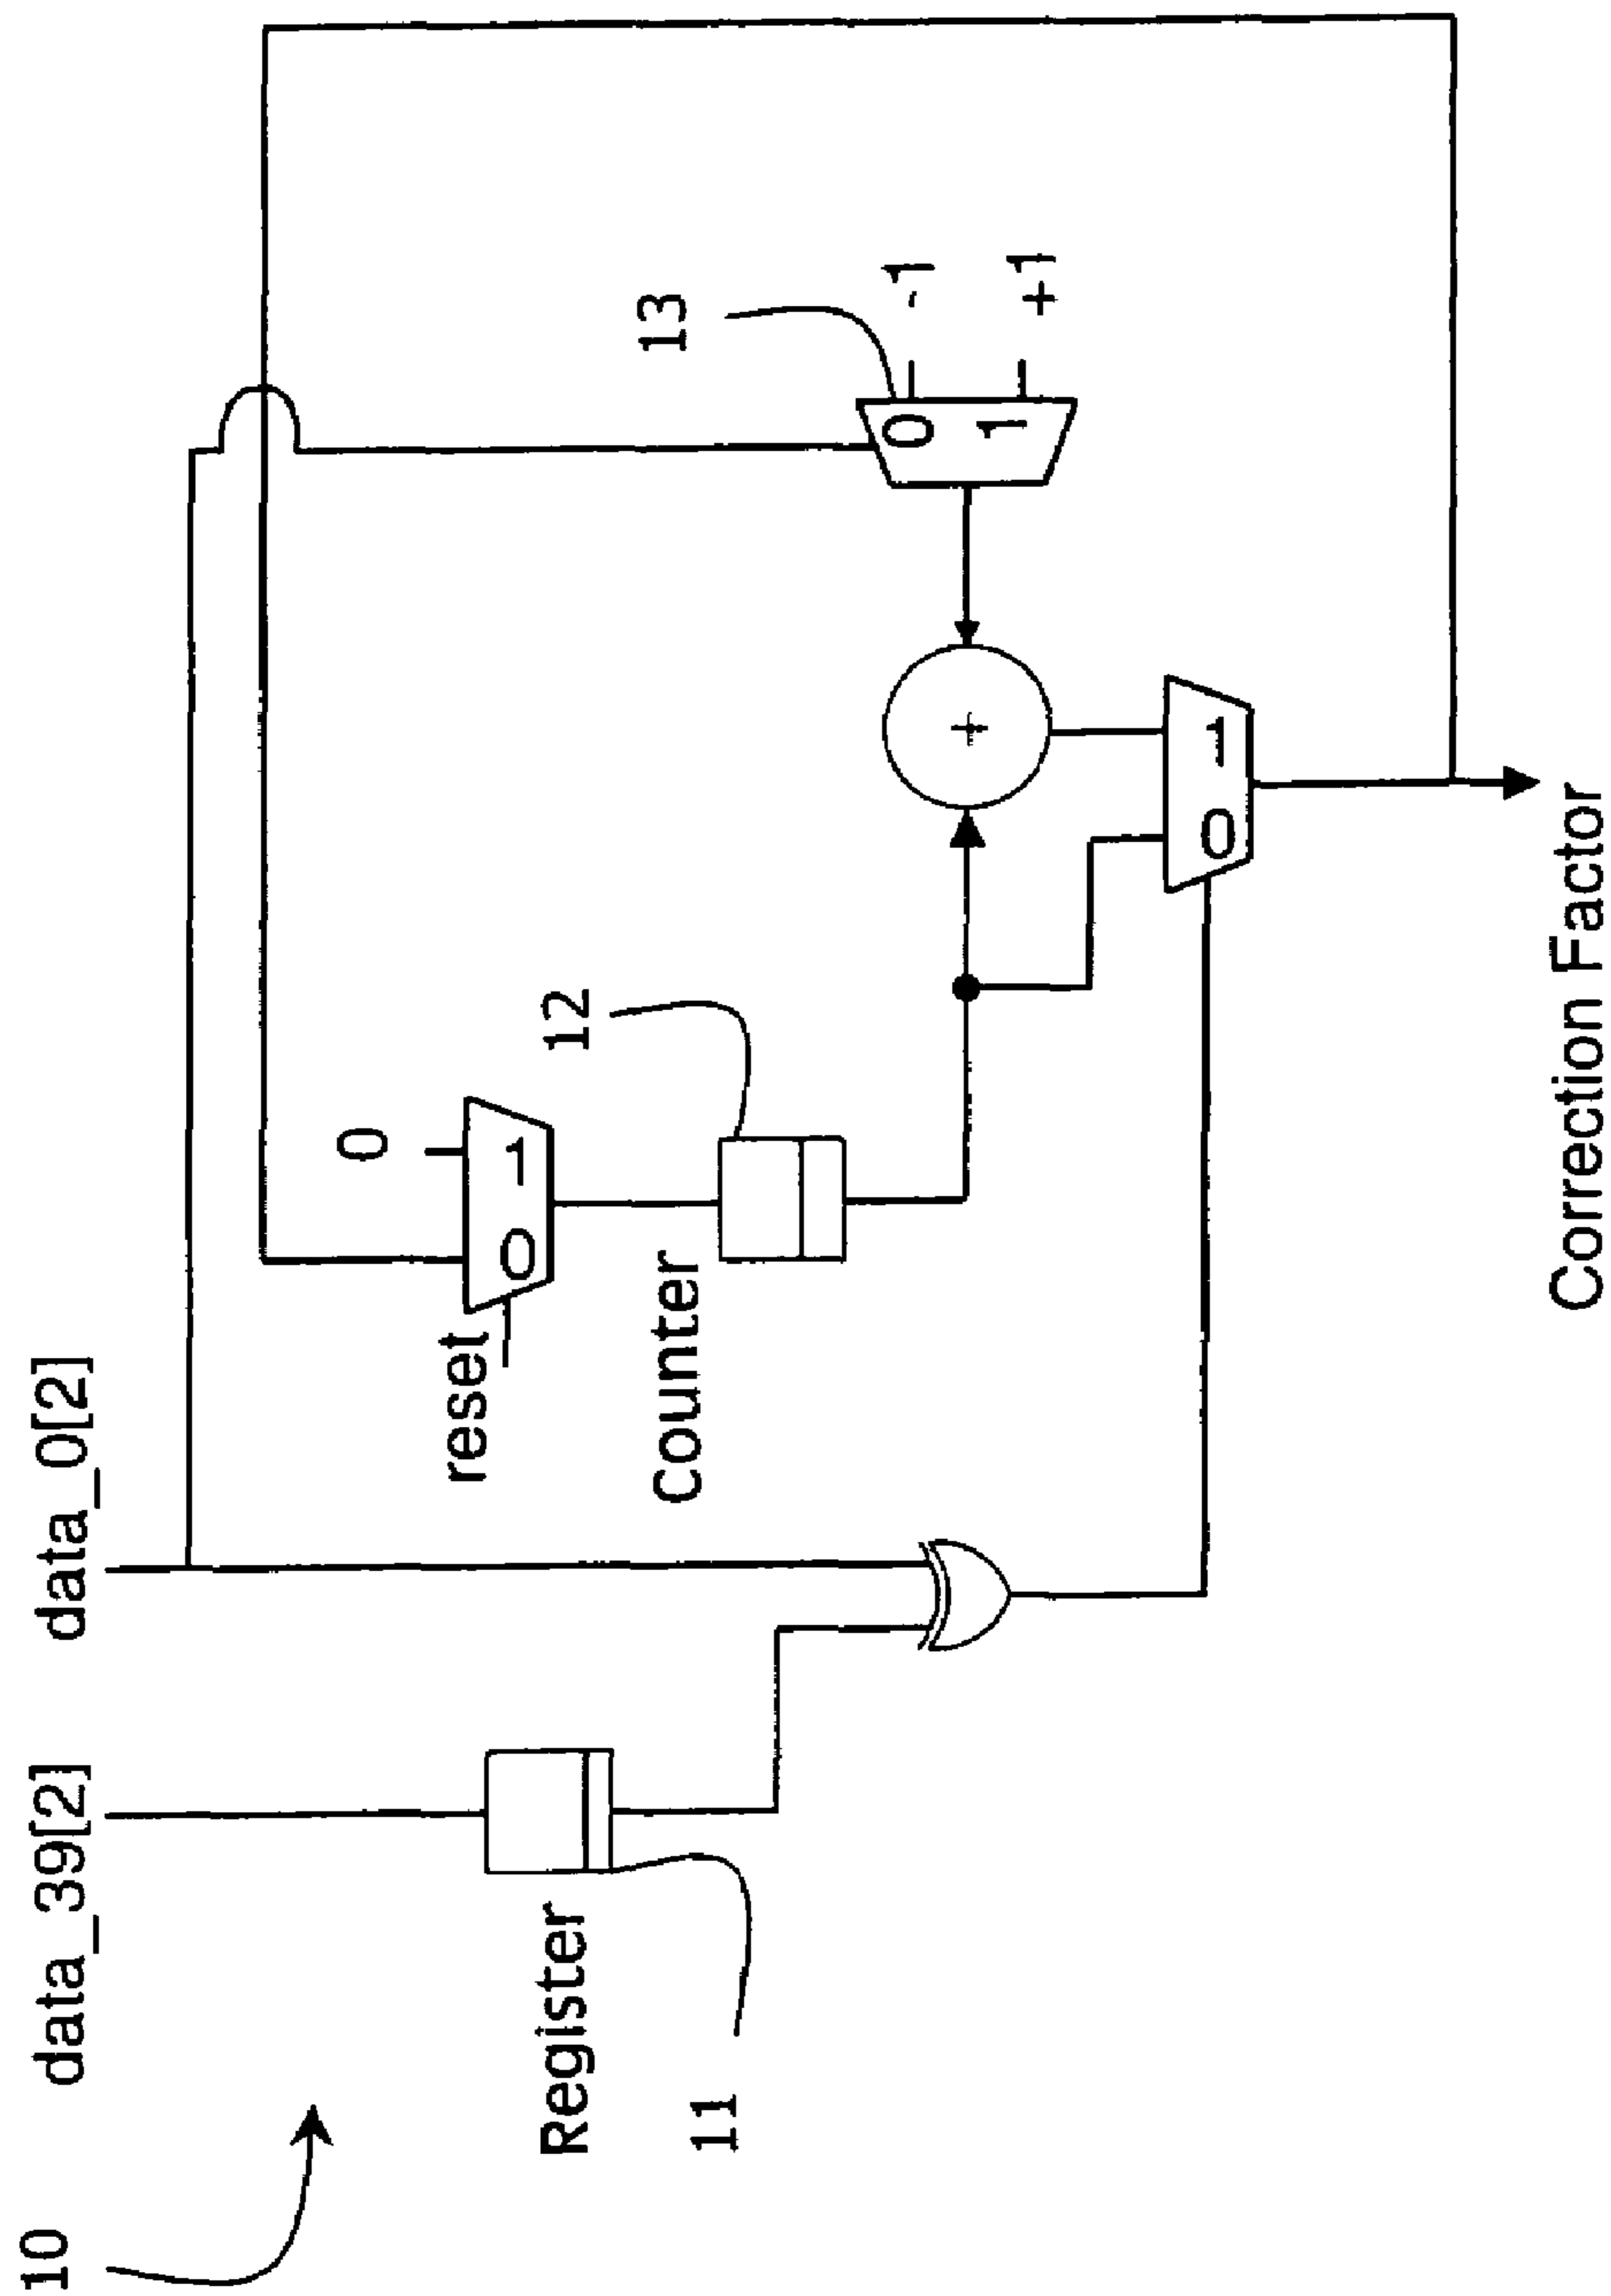 10
data_39[2]
data_0[2]
Register
11
reset
counter
0
0 1
12
13
0 -1
1 +1
+
0 1
Correction Factor